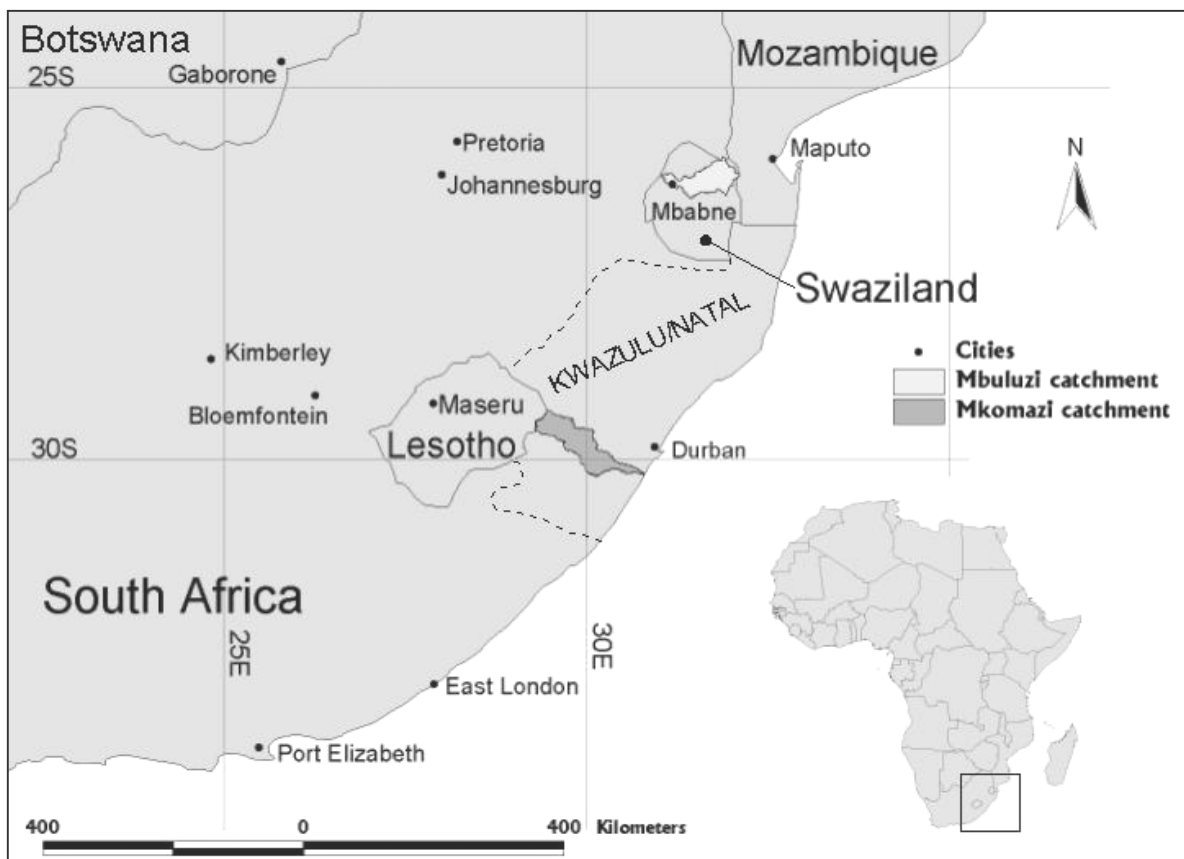 Botswana
Mozambique
Gaborone
25S
Pretoria
Maputo
N
Johannesburg
Mbabne
Swaziland
KWAZULU/NATAL
Kimberley
Cities
Mbuluzi catchment
Bloemfontein
Maseru
Mkomazi catchment
Lesotho
30S
Durban
South Africa
25E
30E
East London
Port Elizabeth
400 0 400 Kilometers